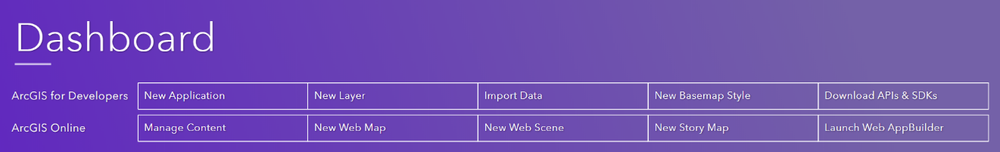 Dashboard
ArcGIS for Developers New Application New Layer Import Data New Basemap Style Download APIs & SDKs
ArcGIS Online Manage Content New Web Map New Web Scene New Story Map Launch Web AppBuilder